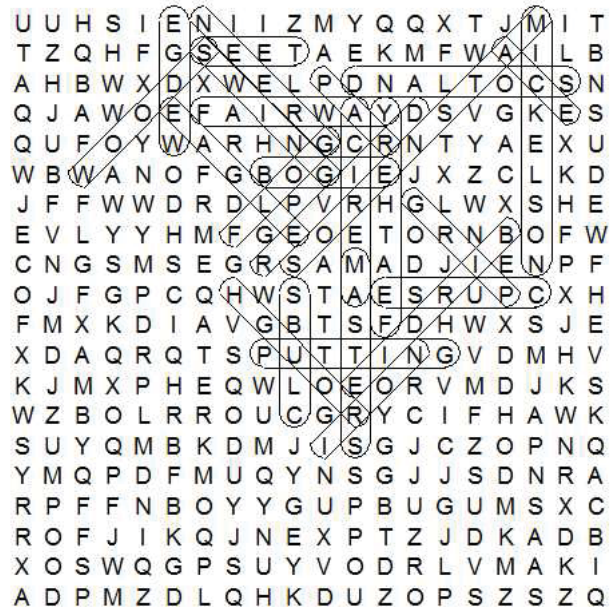 U U H S I E N I I Z M Y Q Q X T J M I T
T Z Q H F G S E E T A E K M F W A I L B
A H B W X D X W E L P D N A L T O C S N
Q J A W O E F A I R W A Y D S V G K E S
Q U F O Y W A R H N G C R N T Y A E X U
W B W A N O F G B O G I E J X Z C L K D
J F F W W D R D L P V R H G L W X S H E
E V L Y Y H M F G E O E T O R N B O F W
C N G S M S E G R S A M A D J I E N P F
O J F G P C Q H W S T A E S R U P C X H
F M X K D I A V G B T S F D H W X S J E
X D A Q R Q T S P U T T I N G V D M H V
K J M X P H E Q W L O E O R V M D J K S
W Z B O L R R O U C G R Y C I F H A W K
S U Y Q M B K D M J I S G J C Z O P N Q
Y M Q P D F M U Q Y N S G J J S D N R A
R P F F N B O Y Y G U P B U G U M S X C
R O F J I K Q J N E X P T Z J D K A D B
X O S W Q G P S U Y V O D R L V M A K I
A D P M Z D L Q H K D U Z O P S Z S Z Q